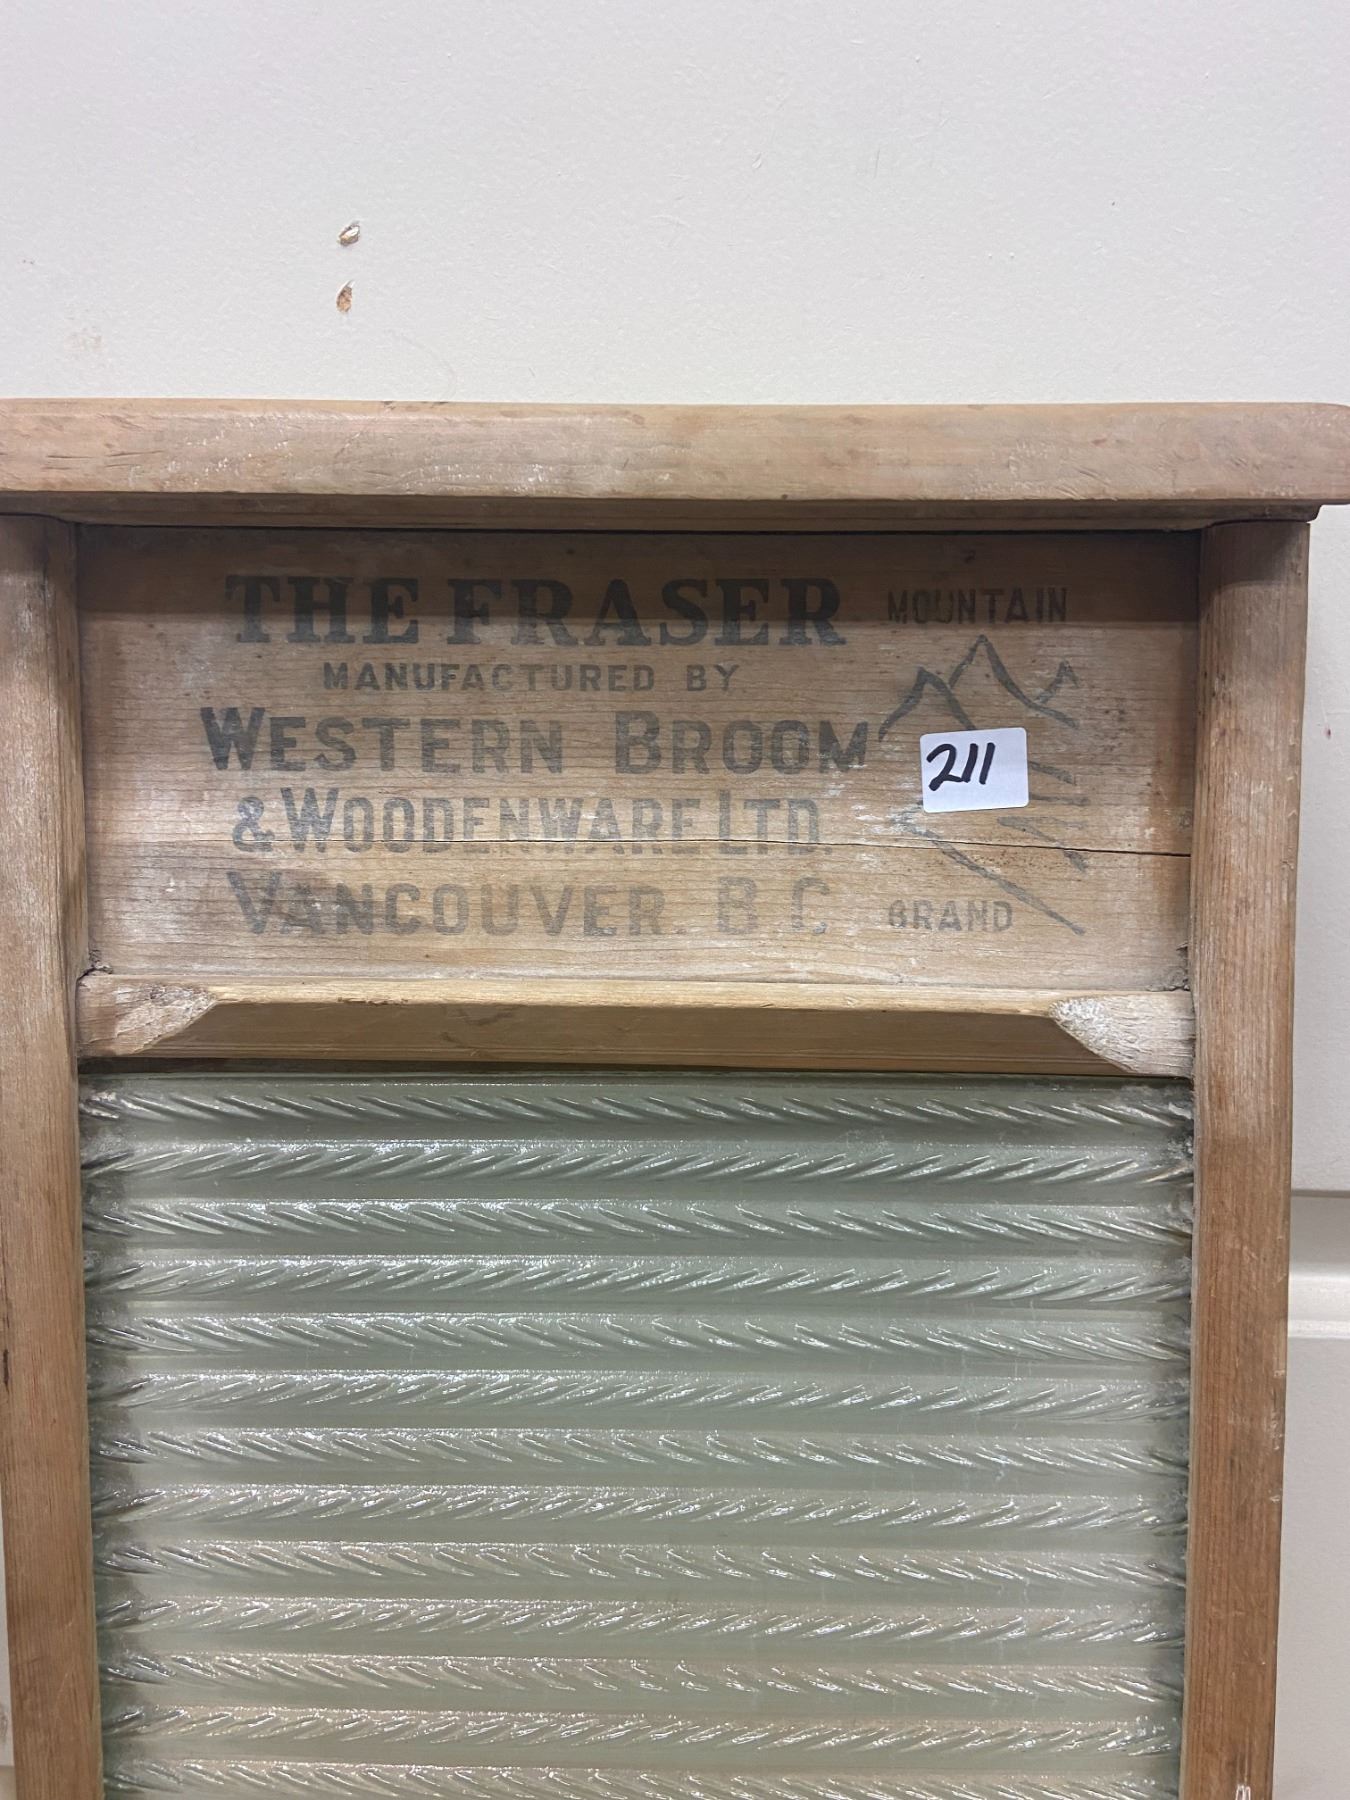 THE FRASER
MANUFACTURED BY
WESTERN BROOM
& WOODENWARE LTD.
VANCOUVER. B.C.
MOUNTAIN
211
BRAND